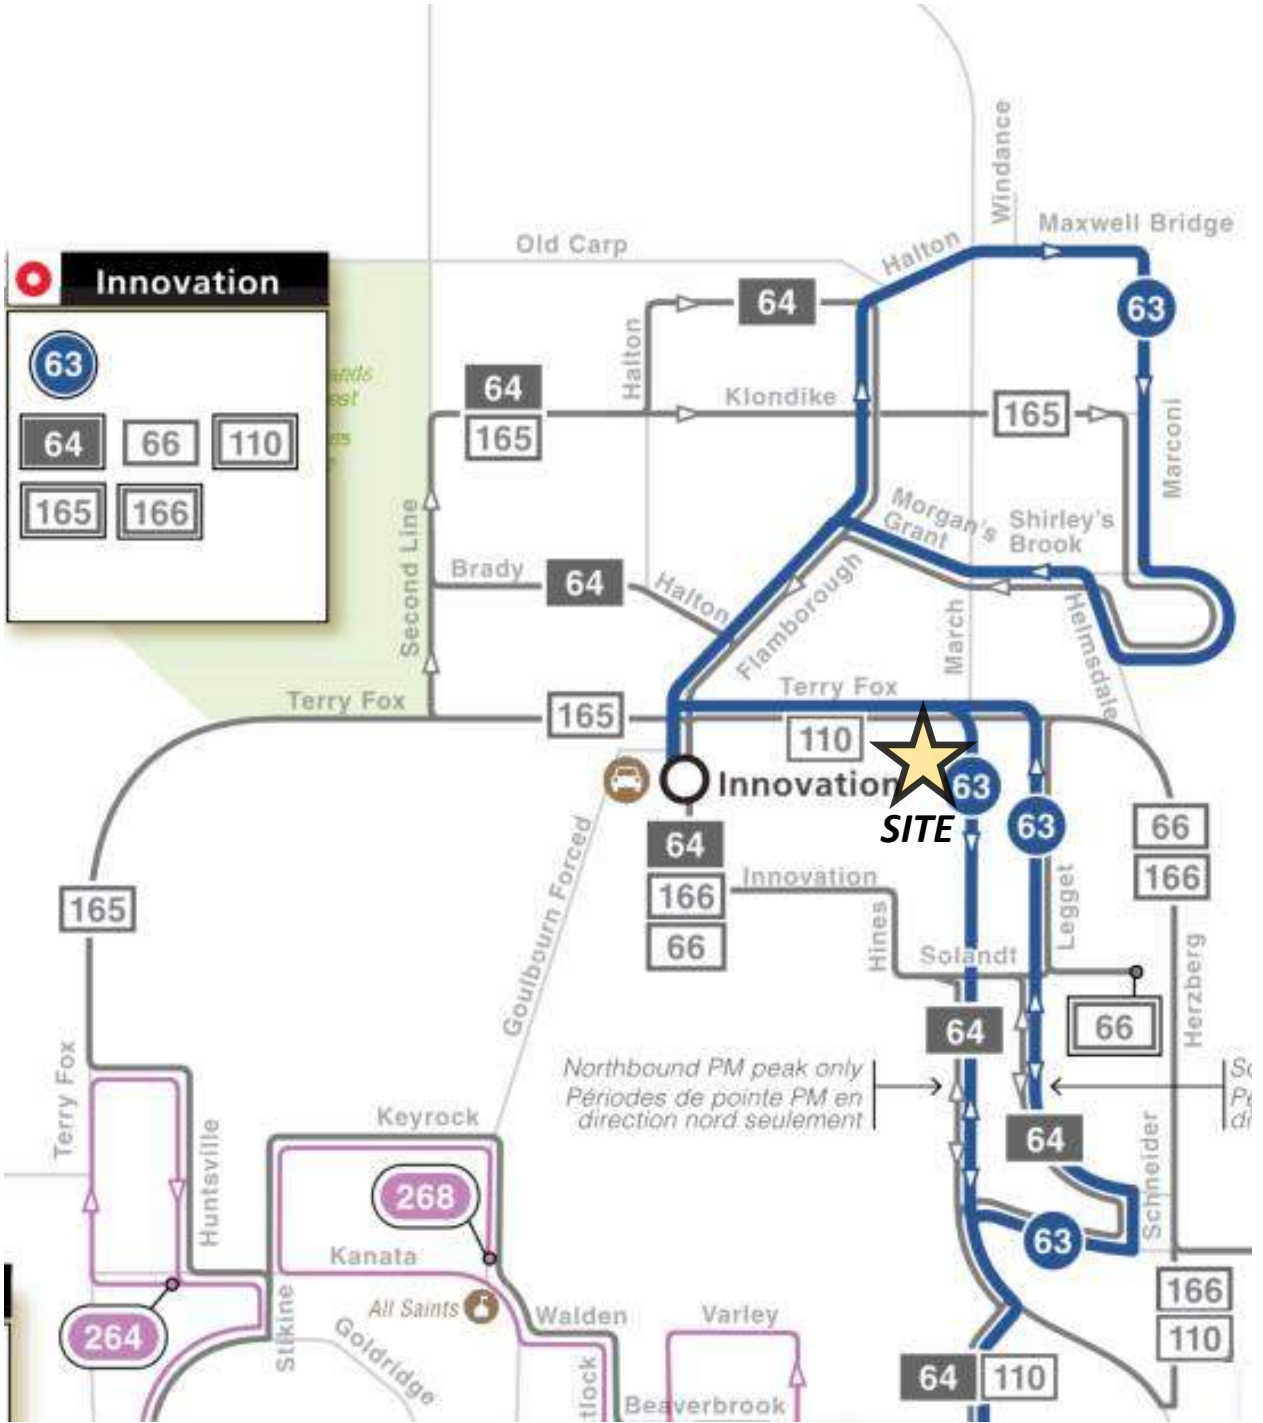 Windance
Maxwell Bridge
Old Carp
Halton
Innovation
63
64
63
64
66
110
165
166
Halton
64
165
Klondike
165
Marconi
Second Line
Morgan's
Grant
Shirley's
Brook
Brady
64
Halton
Flamborough
March
Helmsdale
Terry Fox
165
Terry Fox
110
Innovation
63
SITE
63
64
166
66
Innovation
Hines
Solandt
Legget
66
166
Herzberg
165
Goulbourn Forced
64
66
Northbound PM peak only
Périodes de pointe PM en
direction nord seulement
64
Schneider
63
Terry Fox
Huntsville
Keyrock
268
Kanata
All Saints
264
Stikine
Goldridge
Walden
Varley
Beaverbrook
166
110
64
110